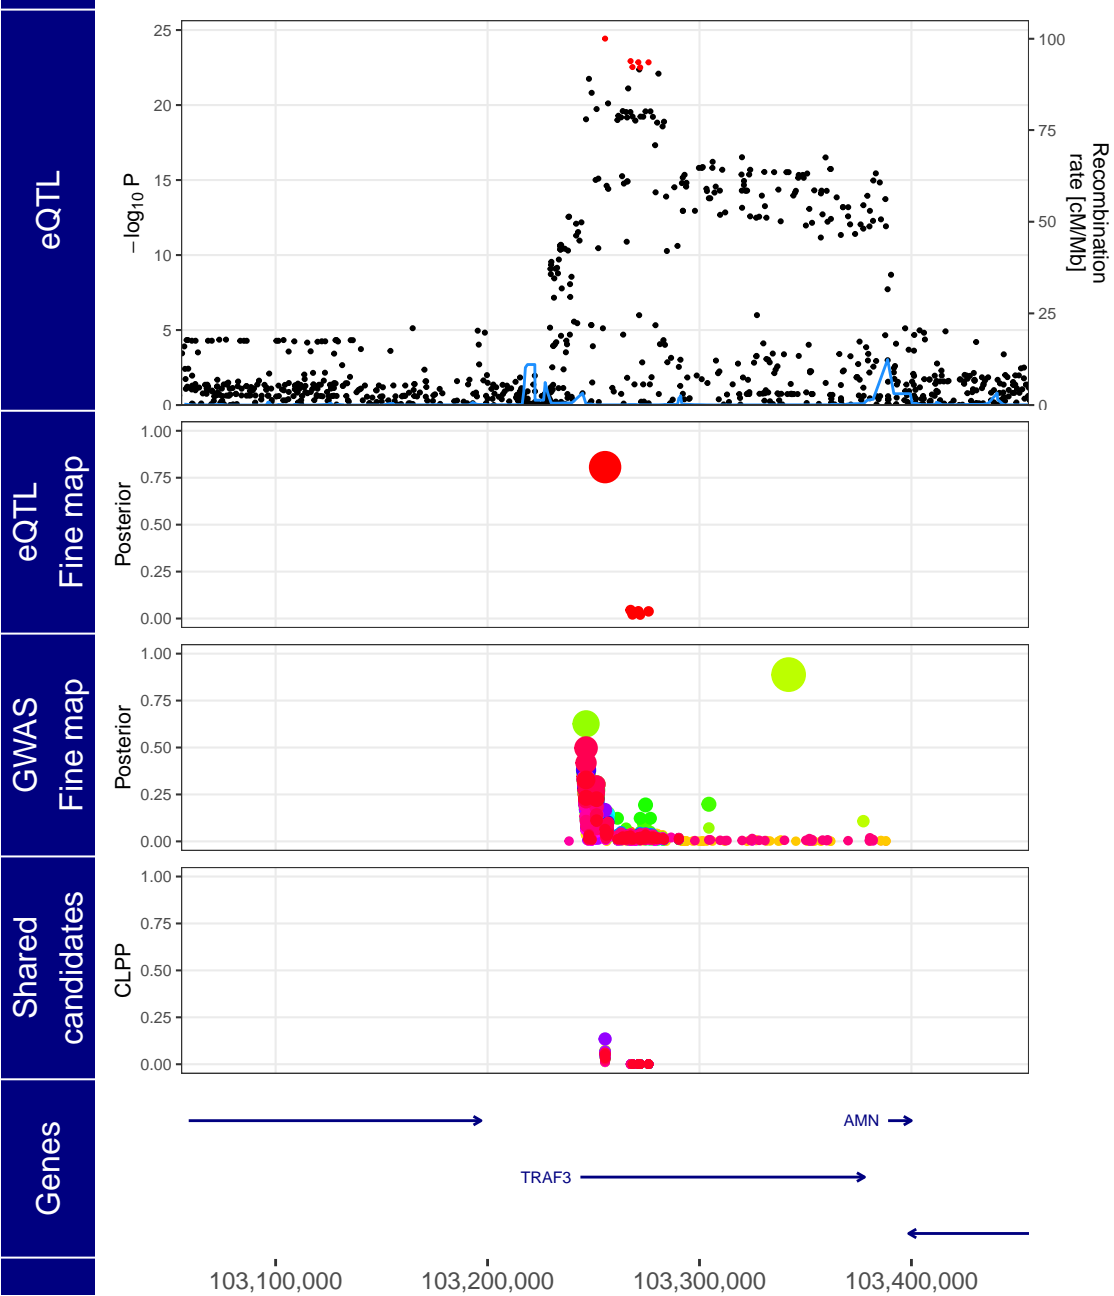 eQTL
25
20
15
10
5
0
−log10 P
100
75
50
25
0
Recombination
rate [cM/Mb]
eQTL
Fine map
1.00
0.75
0.50
0.25
0.00
Posterior
GWAS
Fine map
1.00
0.75
0.50
0.25
0.00
Posterior
Shared
candidates
1.00
0.75
0.50
0.25
0.00
CLPP
Genes
AMN
TRAF3
103,100,000
103,200,000
103,300,000
103,400,000